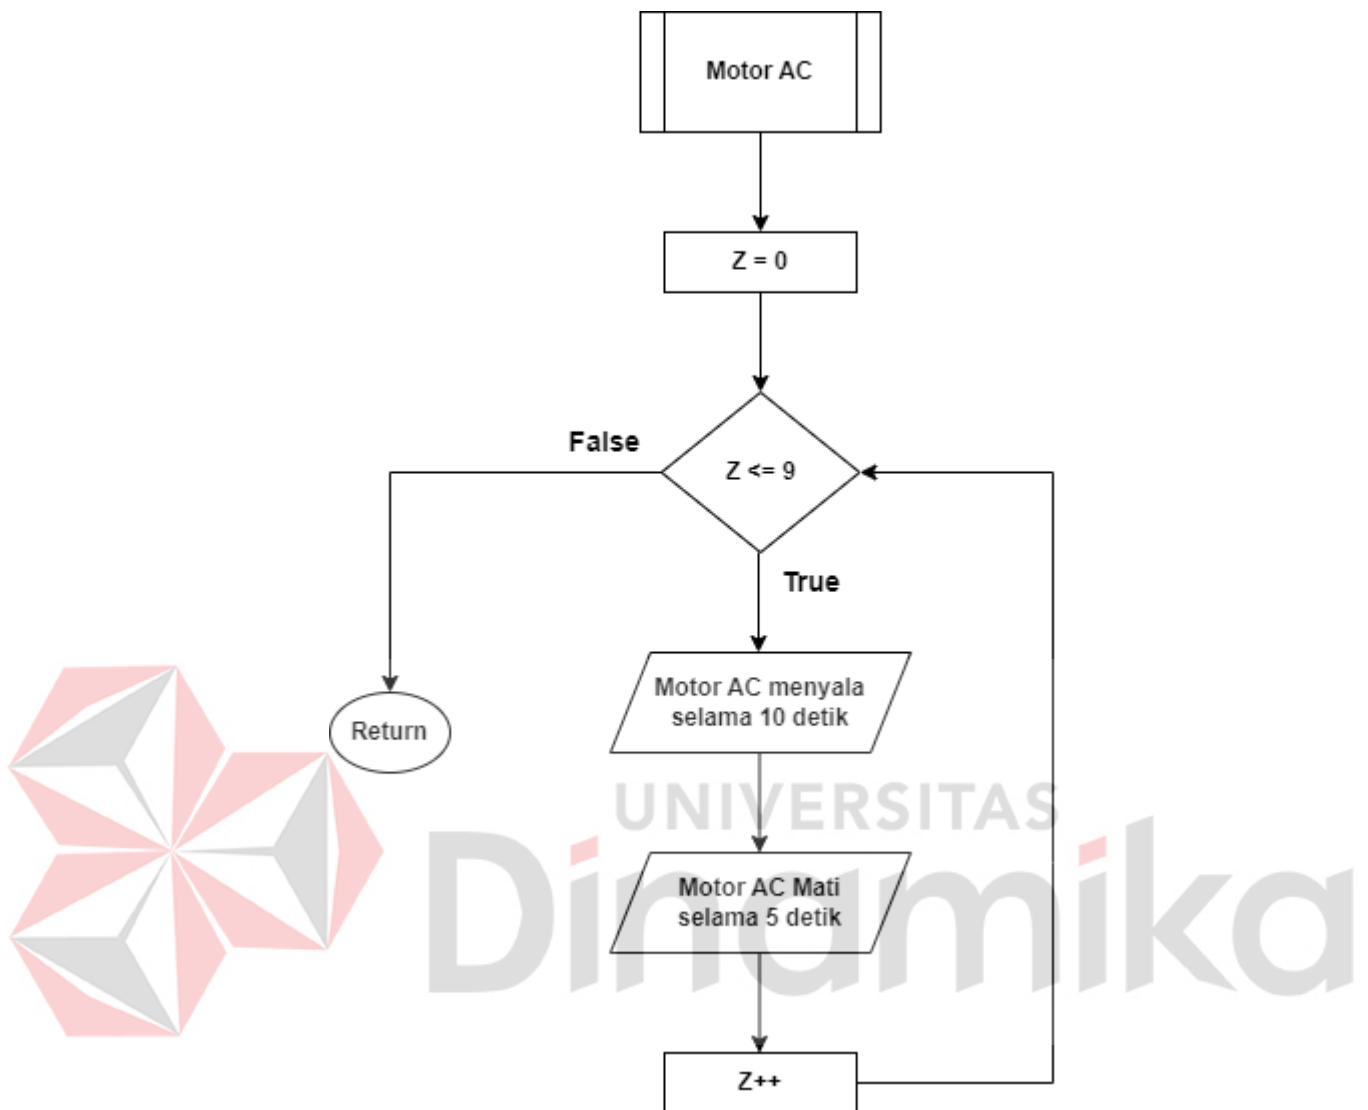 Motor AC
Z = 0
False
Z <= 9
True
Motor AC menyala
selama 10 detik
Return
UNIVERSITAS
Dinamika
Motor AC Mati
selama 5 detik
Z++